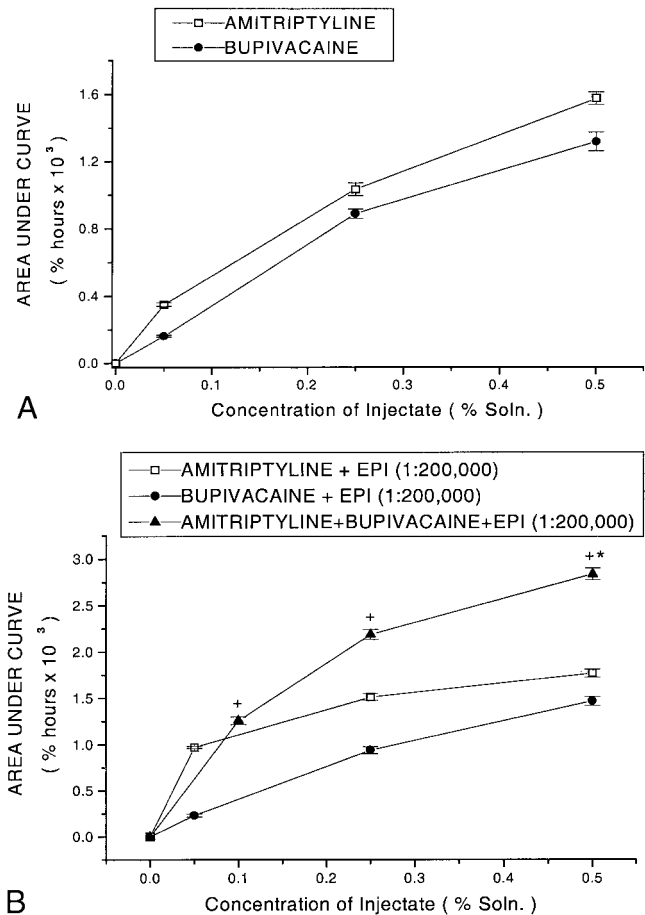 AMITRIPTYLINE
BUPIVACAINE
AREA UNDER CURVE
( % hours x 10 ³ )
1.6
1.2
0.8
0.4
0.0
0.0 0.1 0.2 0.3 0.4 0.5
Concentration of Injectate ( % Soln. )
A
AMITRIPTYLINE + EPI (1:200,000)
BUPIVACAINE + EPI (1:200,000)
AMITRIPTYLINE+BUPIVACAINE+EPI (1:200,000)
AREA UNDER CURVE
( % hours x 10 ³ )
3.0
2.5
2.0
1.5
1.0
0.5
0.0
+
+
+ *
0.0 0.1 0.2 0.3 0.4 0.5
Concentration of Injectate ( % Soln. )
B